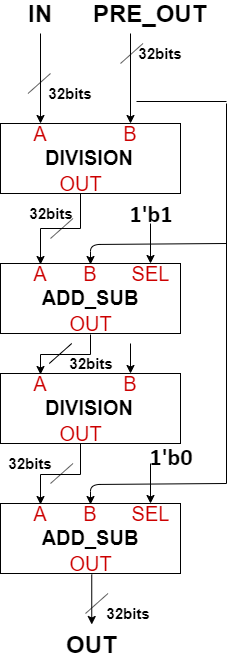 IN PRE_OUT
32bits 32bits
A B
DIVISION
OUT
32bits 1'b1
A B SEL
ADD_SUB
OUT
32bits
A B
DIVISION
OUT
32bits 1'b0
A B SEL
ADD_SUB
OUT
32bits
OUT